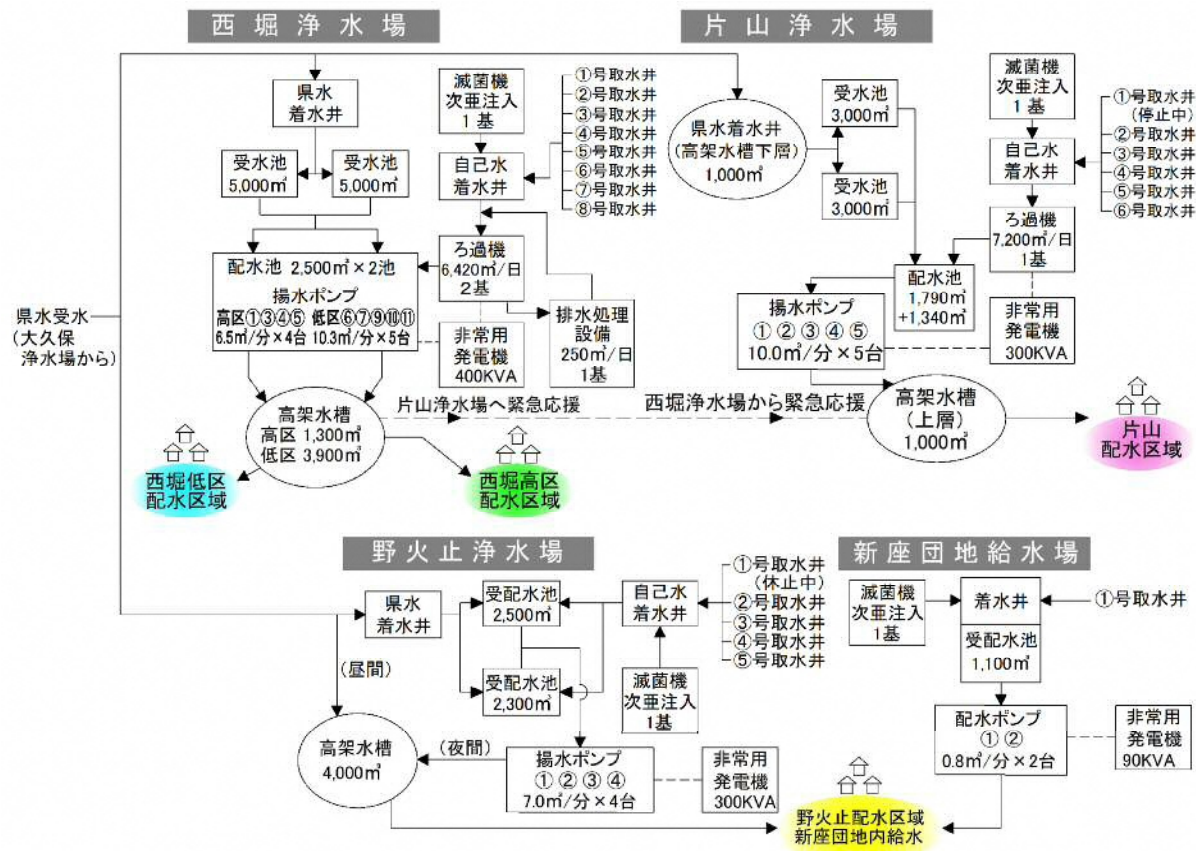 西堀浄水場
片山浄水場
県水
着水井
滅菌機
次亜注入
1基
①号取水井
②号取水井
③号取水井
④号取水井
⑤号取水井
⑥号取水井
⑦号取水井
⑧号取水井
自己水
着水井
受水池
5,000㎥
受水池
5,000㎥
配水池 2,500㎥×2池
揚水ポンプ
高区①③④⑤ 低区⑥⑦⑨⑩⑪
6.5㎥/分×4台 10.3㎥/分×5台
ろ過機
6,420㎥/日
2基
非常用
発電機
400KVA
排水処理
設備
250㎥/日
1基
県水受水
(大久保
浄水場から)
高架水槽
高区 1,300㎥
低区 3,900㎥
片山浄水場へ緊急応援
西堀浄水場から緊急応援
西堀低区
配水区域
西堀高区
配水区域
県水着水井
(高架水槽下層)
1,000㎥
受水池
3,000㎥
受水池
3,000㎥
滅菌機
次亜注入
1基
自己水
着水井
①号取水井
(停止中)
②号取水井
③号取水井
④号取水井
⑤号取水井
⑥号取水井
ろ過機
7,200㎥/日
1基
配水池
1,790㎥
+1,340㎥
揚水ポンプ
①②③④⑤
10.0㎥/分×5台
非常用
発電機
300KVA
高架水槽
(上層)
1,000㎥
片山
配水区域
野火止浄水場
新座団地給水場
県水
着水井
受配水池
2,500㎥
受配水池
2,300㎥
自己水
着水井
①号取水井
(休止中)
②号取水井
③号取水井
④号取水井
⑤号取水井
滅菌機
次亜注入
1基
(昼間)
(夜間)
高架水槽
4,000㎥
揚水ポンプ
①②③④
7.0㎥/分×4台
非常用
発電機
300KVA
滅菌機
次亜注入
1基
着水井
①号取水井
受配水池
1,100㎥
配水ポンプ
①②
0.8㎥/分×2台
非常用
発電機
90KVA
野火止配水区域
新座団地内給水